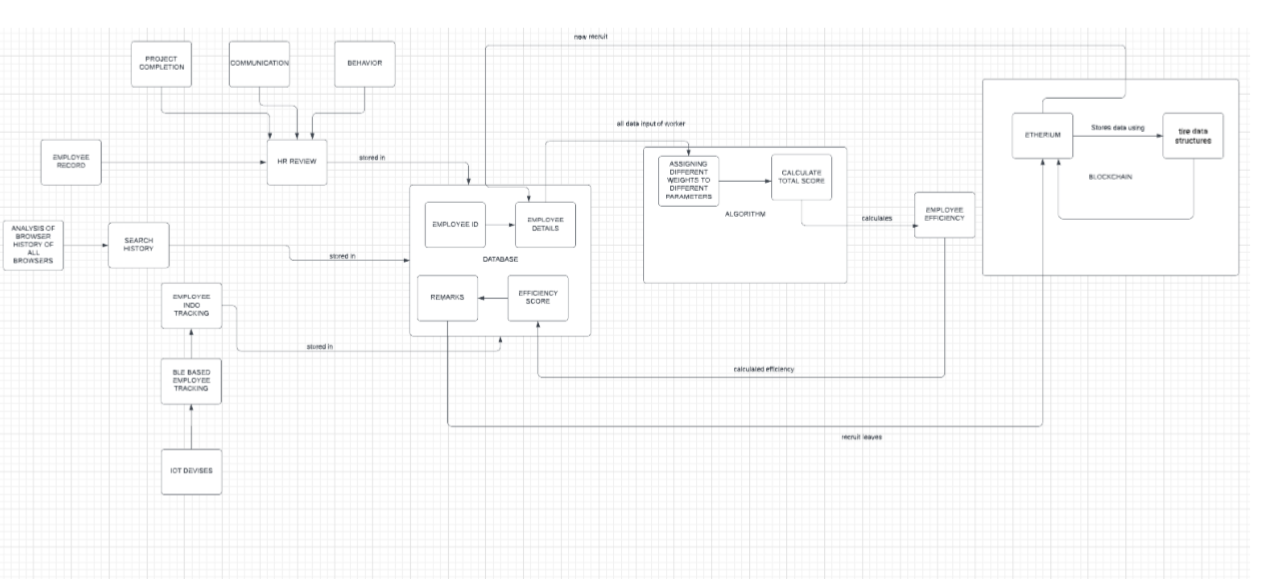 new recruit
PROJECT
COMPLETION
COMMUNICATION
BEHAVIOR
all data input of worker
ETHERIUM
Stores data using
tire data
structures
EMPLOYEE
RECORD
HR REVIEW
stored in
ASSIGNING
DIFFERENT
WEIGHTS TO
DIFFERENT
PARAMETERS
CALCULATE
TOTAL SCORE
BLOCKCHAIN
ALGORITHM
calculates
EMPLOYEE
EFFICIENCY
ANALYSIS OF
BROWSER
HISTORY OF
ALL
BROWSERS
SEARCH
HISTORY
stored in
EMPLOYEE ID
EMPLOYEE
DETAILS
DATABASE
REMARKS
EFFICIENCY
SCORE
EMPLOYEE
INDO
TRACKING
stored in
BLE BASED
EMPLOYEE
TRACKING
calculated efficiency
recruit leaves
IOT DEVISES